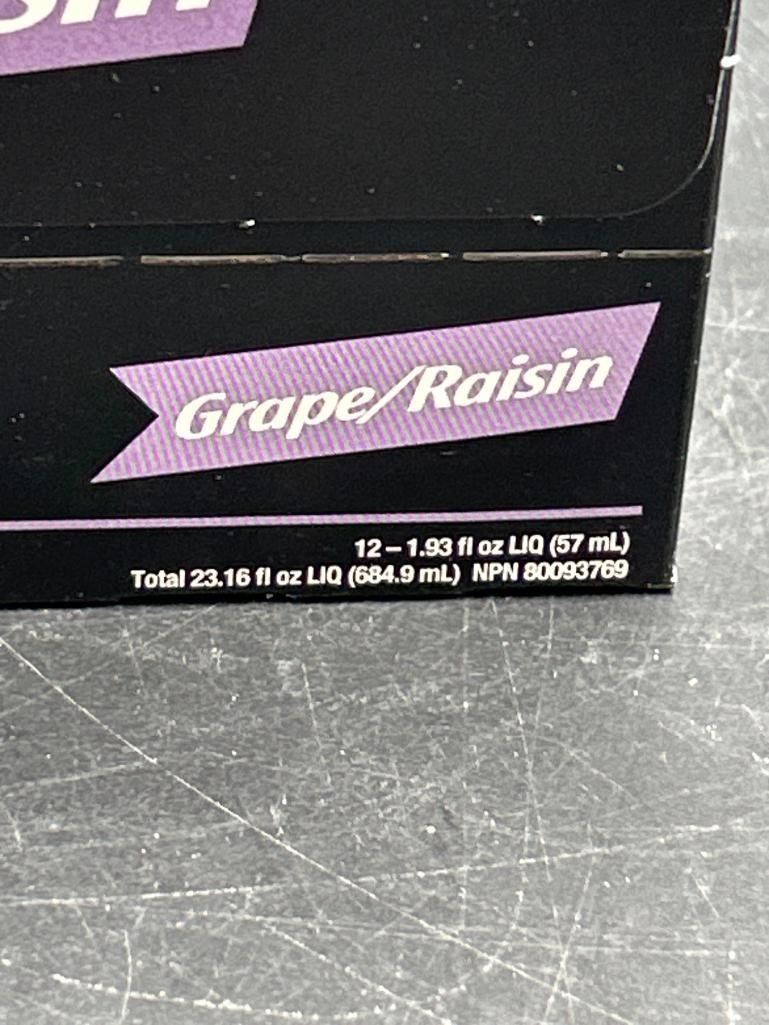 Grape/Raisin
12 – 1.93 fl oz LIQ (57 mL)
Total 23.16 fl oz LIQ (684.9 mL) NPN 80093769